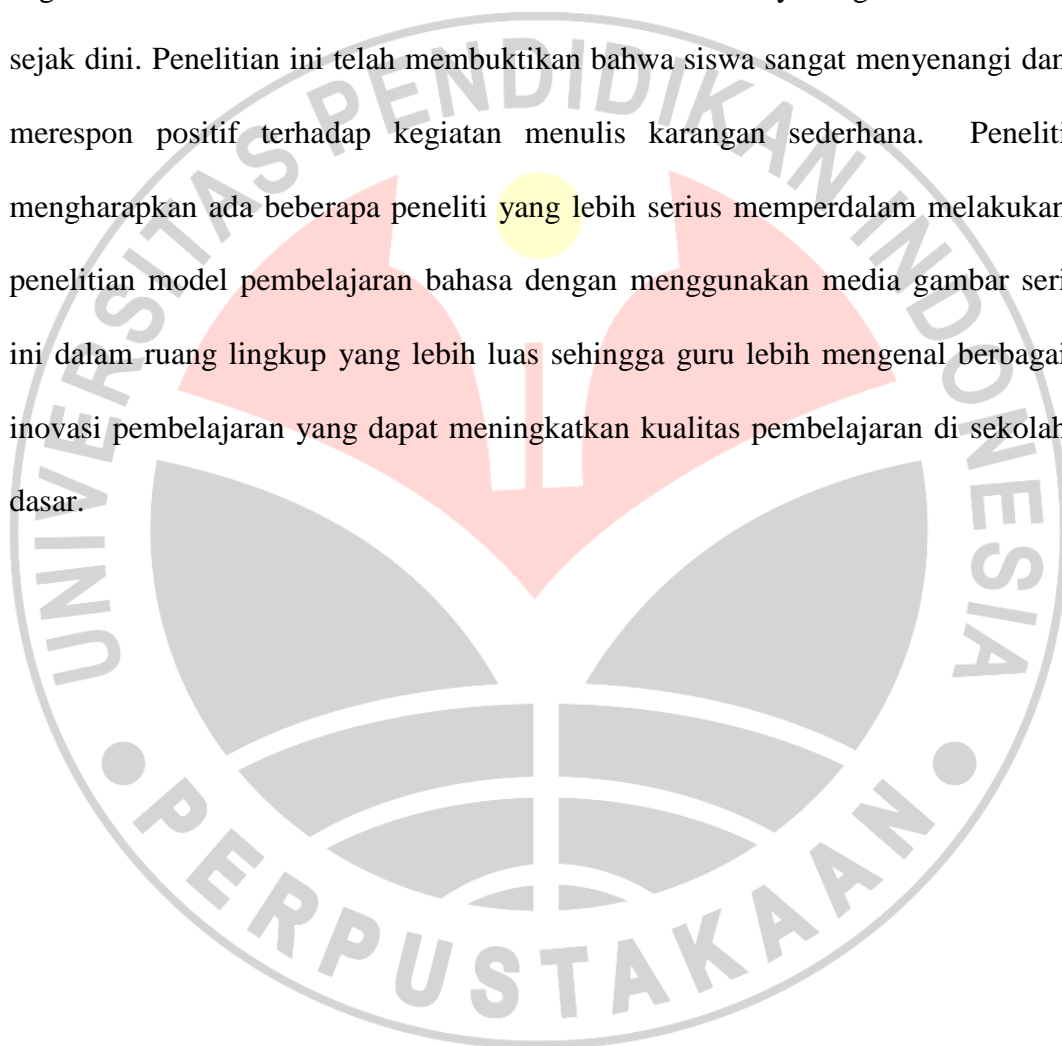 sejak dini. Penelitian ini telah membuktikan bahwa siswa sangat menyenangi dan
merespon positif terhadap kegiatan menulis karangan sederhana. Peneliti
mengharapkan ada beberapa peneliti yang lebih serius memperdalam melakukan
penelitian model pembelajaran bahasa dengan menggunakan media gambar seri
ini dalam ruang lingkup yang lebih luas sehingga guru lebih mengenal berbagai
inovasi pembelajaran yang dapat meningkatkan kualitas pembelajaran di sekolah
dasar.
UNIVERSITAS PENDIDIKAN INDONESIA
PERPUSTAKAAN